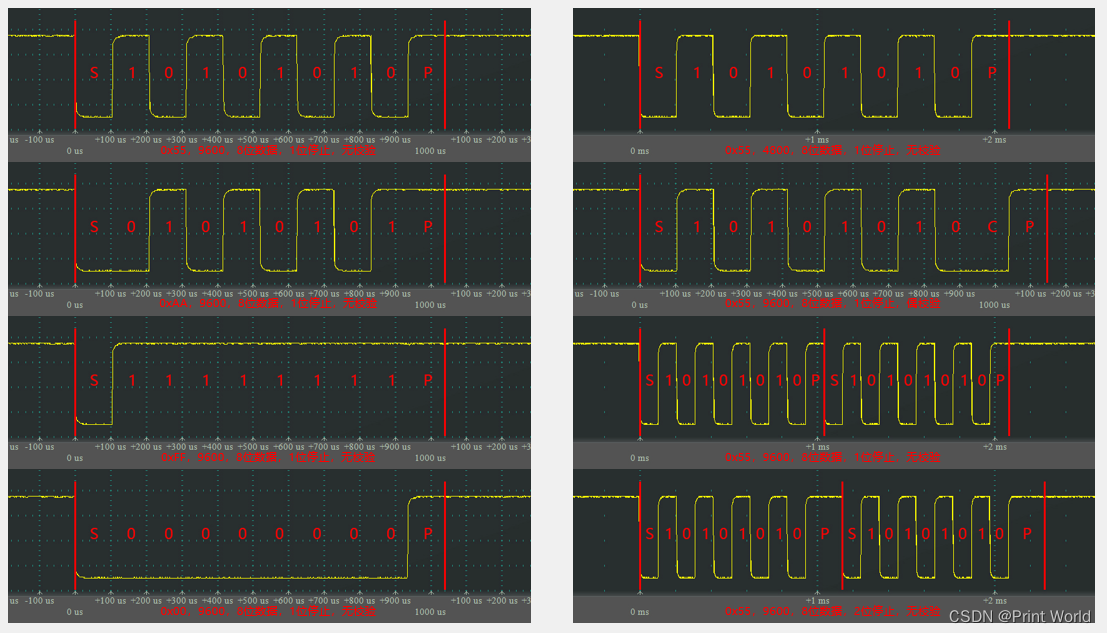 S 1 0 1 0 1 0 1 0 P
us -100 us +100 us +200 us +300 us +400 us +500 us +600 us +700 us +800 us +900 us +100 us +200 us +3
0 us 1000 us
S 0 1 0 1 0 1 0 1 P
us -100 us +100 us +200 us +300 us +400 us +500 us +600 us +700 us +800 us +900 us +100 us +200 us +3
0 us 1000 us
S 1 1 1 1 1 1 1 1 P
us -100 us +100 us +200 us +300 us +400 us +500 us +600 us +700 us +800 us +900 us +100 us +200 us +3
0 us 1000 us
S 0 0 0 0 0 0 0 0 P
us -100 us +100 us +200 us +300 us +400 us +500 us +600 us +700 us +800 us +900 us +100 us +200 us +3
0 us 1000 us
S 1 0 1 0 1 0 1 0 P
+1 ms +2 ms
0 ms
S 1 0 1 0 1 0 1 0 C P
us -100 us +100 us +200 us +300 us +400 us +500 us +600 us +700 us +800 us +900 us +100 us +200 us +3
0 us 1000 us
S 1 0 1 0 1 0 1 0 P S 1 0 1 0 1 0 1 0 P
+1 ms +2 ms
0 ms
S 1 0 1 0 1 0 1 0 P S 1 0 1 0 1 0 1 0 P
+1 ms +2 ms
0 ms
CSDN @Print World